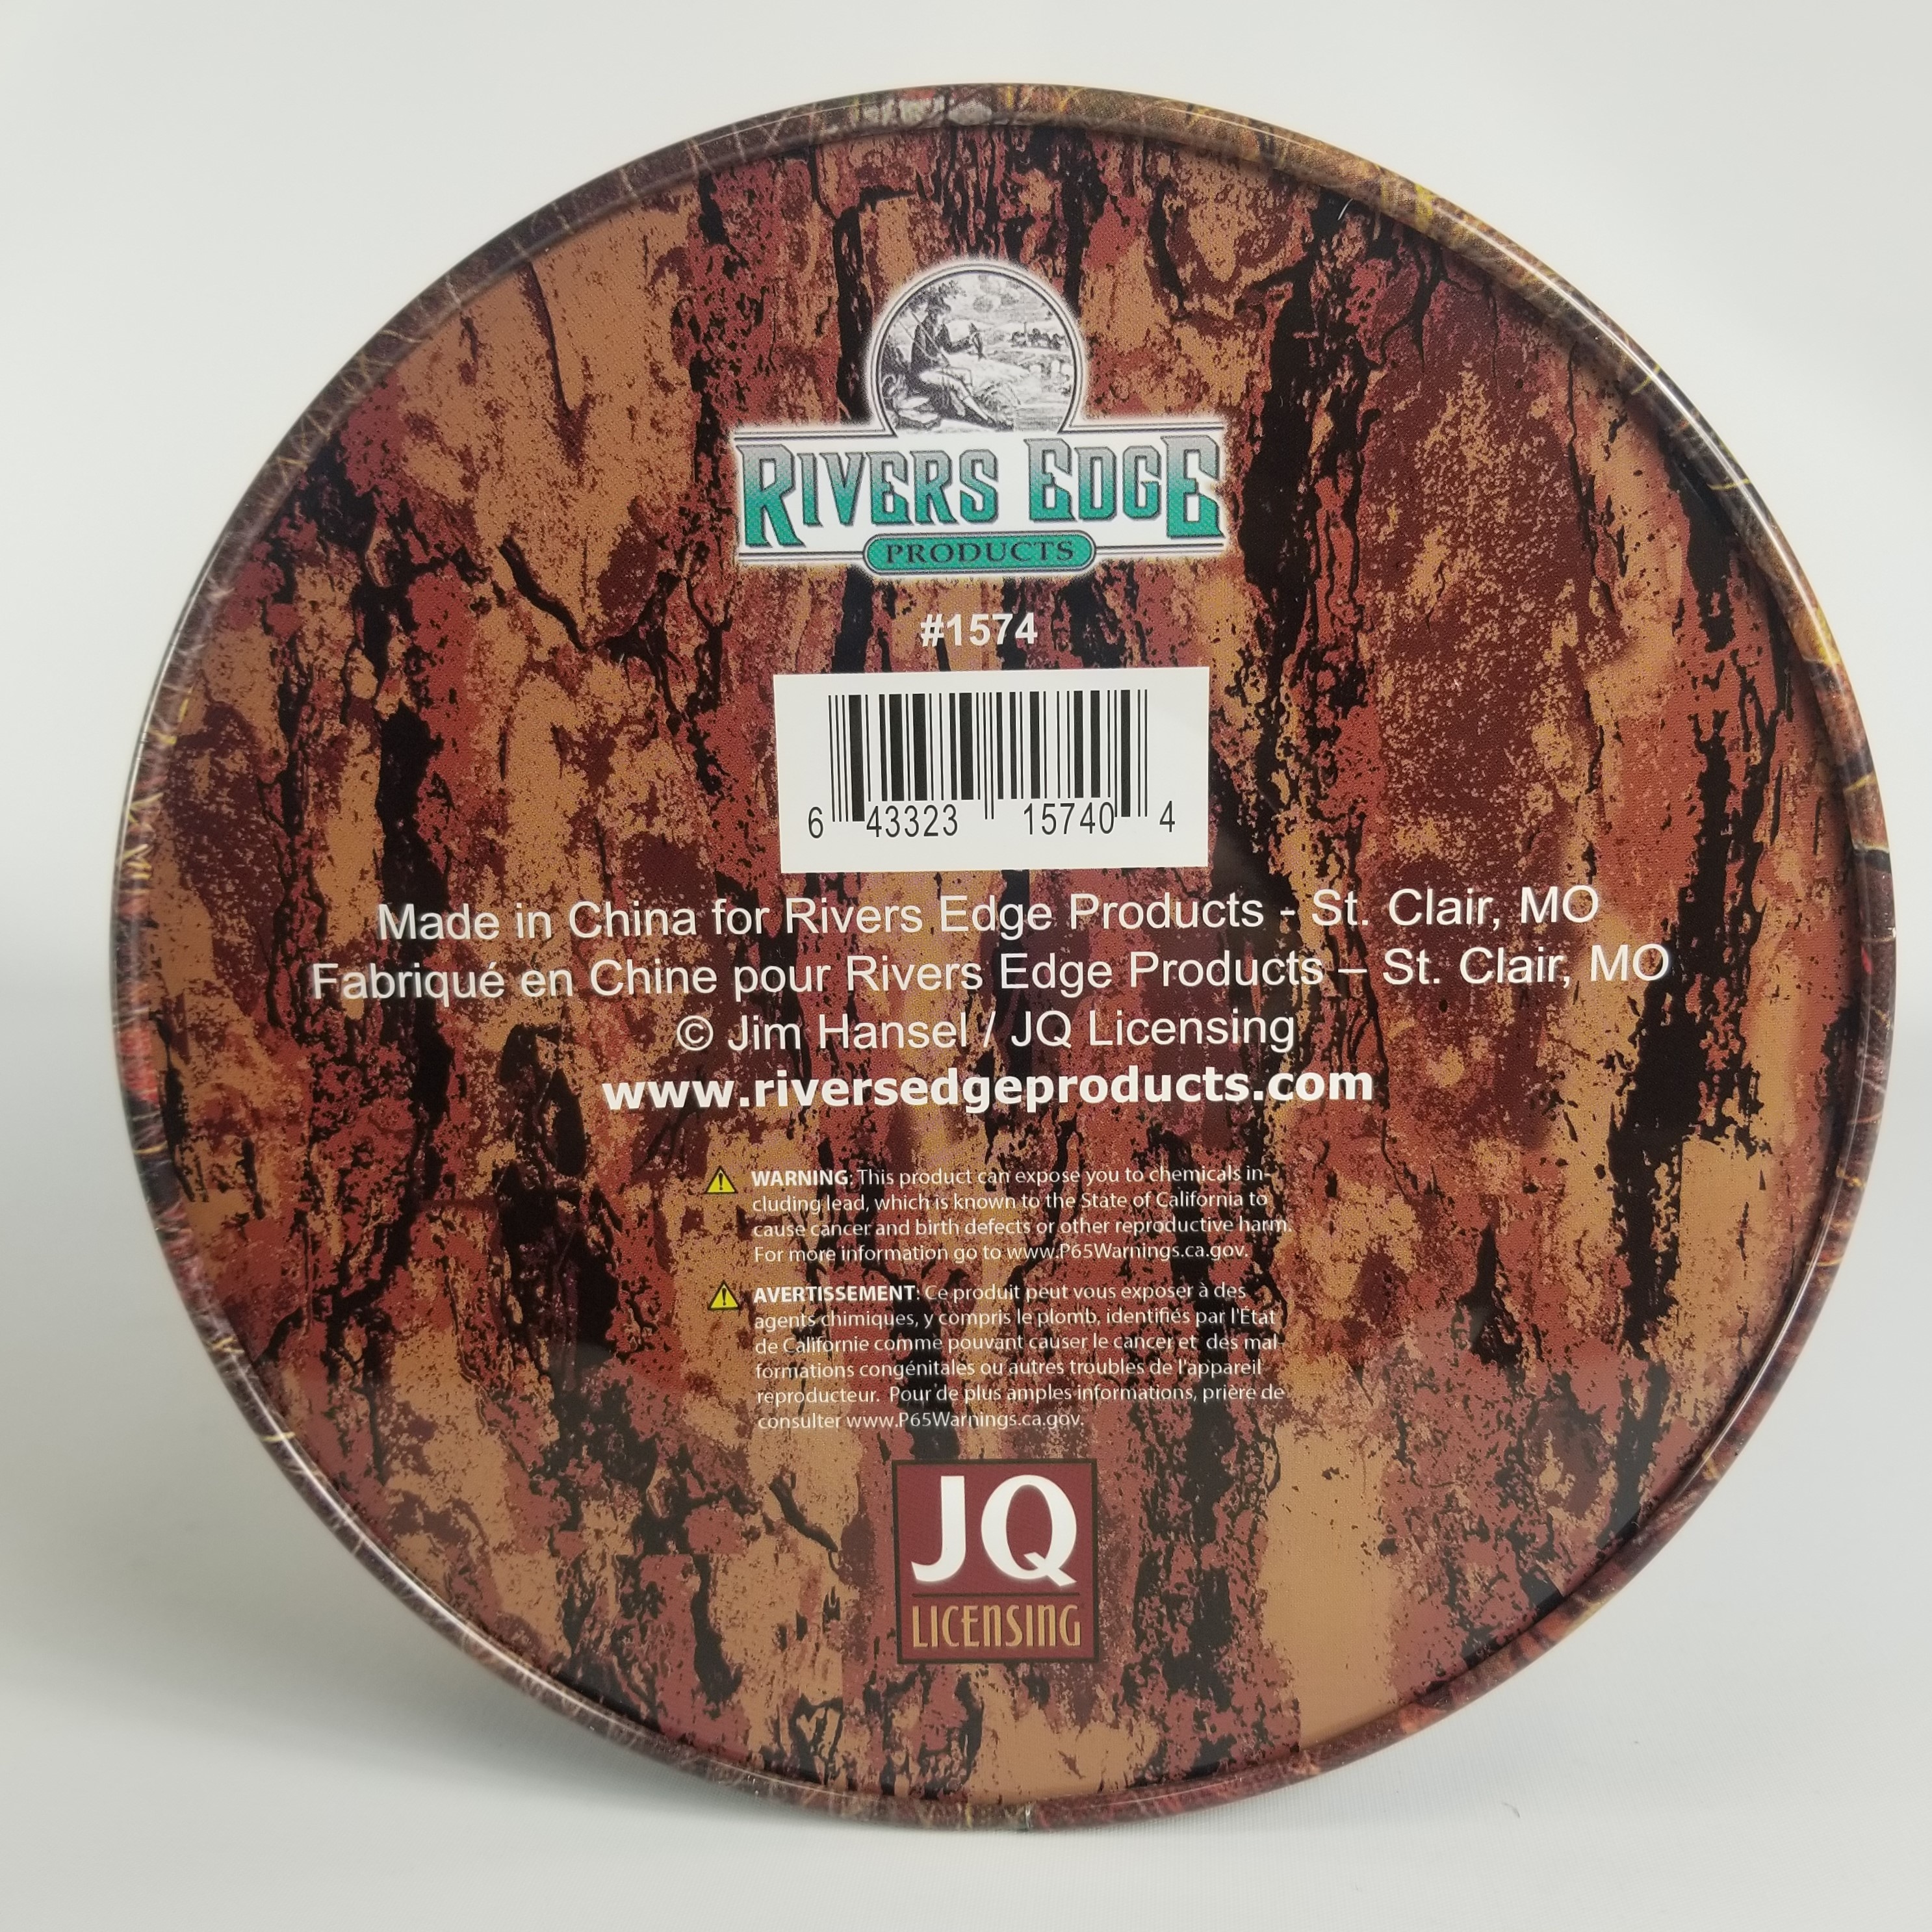 RIVERS EDGE
PRODUCTS
#1574
6 43323 15740 4
Made in China for Rivers Edge Products - St. Clair, MO
Fabriqué en Chine pour Rivers Edge Products – St. Clair, MO
© Jim Hansel / JQ Licensing
www.riversedgeproducts.com
WARNING: This product can expose you to chemicals in-
cluding lead, which is known to the State of California to
cause cancer and birth defects or other reproductive harm.
For more information go to www.P65Warnings.ca.gov.
AVERTISSEMENT: Ce produit peut vous exposer à des
agents chimiques, y compris le plomb, identifiés par l'État
de Californie comme pouvant causer le cancer et des mal-
formations congénitales ou autres troubles de l'appareil
reproducteur. Pour de plus amples informations, prière de
consulter www.P65Warnings.ca.gov.
JQ
LICENSING